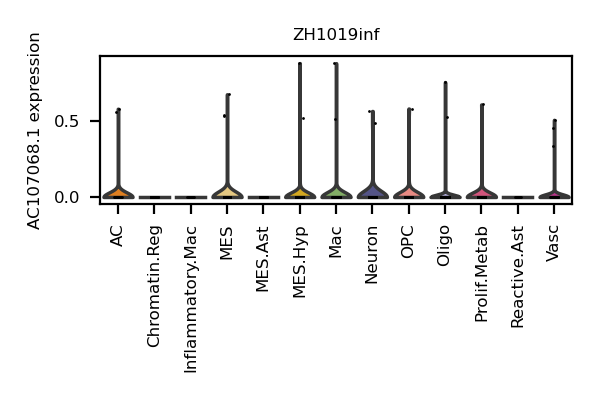 ZH1019inf
AC107068.1 expression
0.5
0.0
AC
Chromatin.Reg
Inflammatory.Mac
MES
MES.Ast
MES.Hyp
Mac
Neuron
OPC
Oligo
Prolif.Metab
Reactive.Ast
Vasc